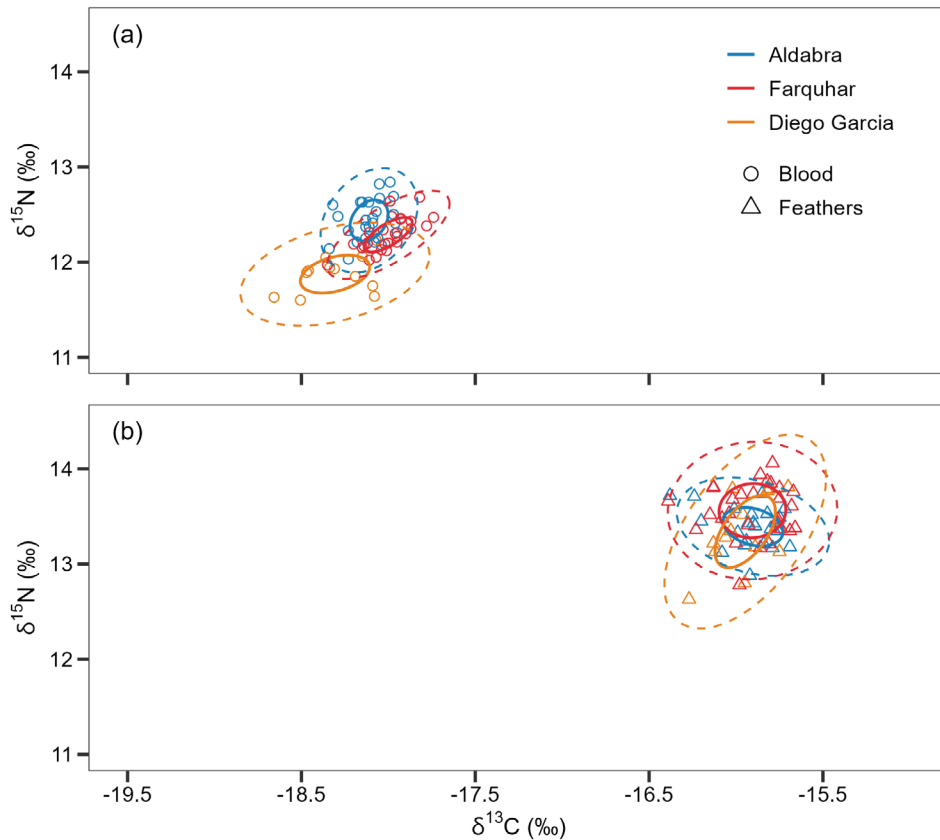 (a)
Aldabra
Farquhar
Diego Garcia
Blood
Feathers
14
13
12
11
δ15N (‰)
(b)
14
13
12
11
δ15N (‰)
-19.5 -18.5 -17.5 -16.5 -15.5
δ13C (‰)